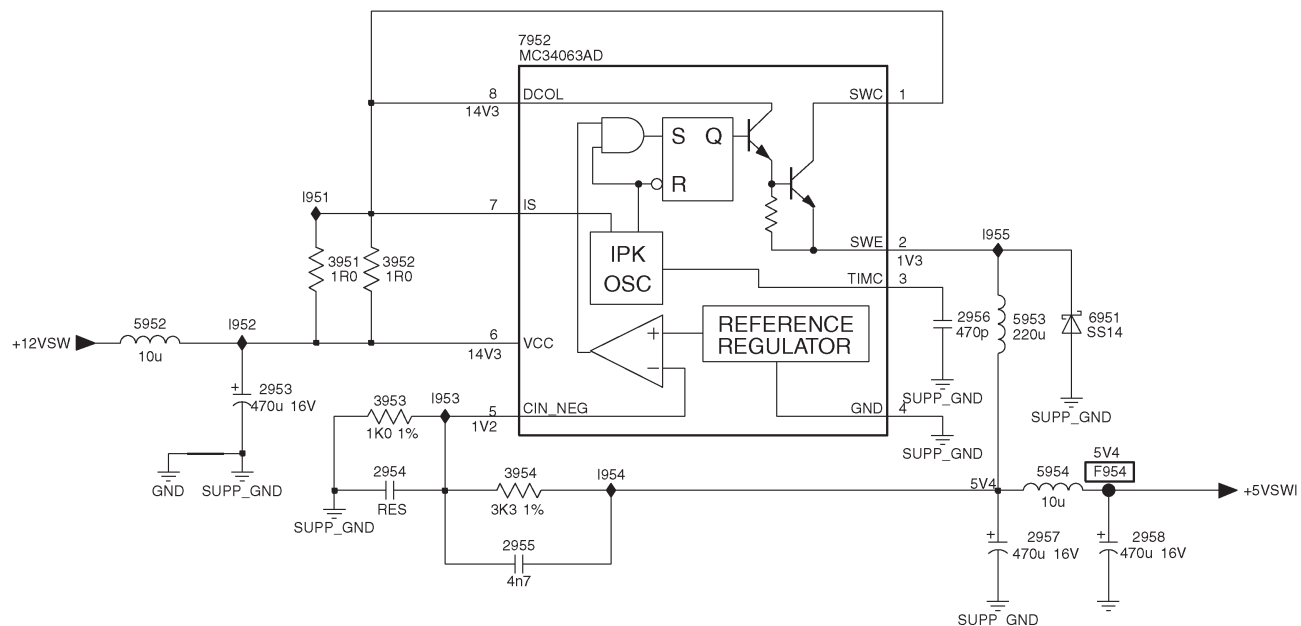 7952
MC34063AD
8
DCOL
SWC
1
14V3
S
Q
R
I951
7
IS
3951
1R0
3952
1R0
IPK
OSC
SWE
2
1V3
I955
TIMC
3
2956
470p
5953
220u
6951
SS14
+12VSW
5952
10u
I952
6
14V3
VCC
+
−
REFERENCE
REGULATOR
SUPP_GND
SUPP_GND
+
2953
470u 16V
3953
1K0 1%
I953
5
1V2
CIN_NEG
GND
4
SUPP_GND
GND
SUPP_GND
2954
RES
SUPP_GND
3954
3K3 1%
I954
5V4
5954
10u
5V4
F954
+5VSWI
2955
4n7
+
2957
470u 16V
+
2958
470u 16V
SUPP_GND